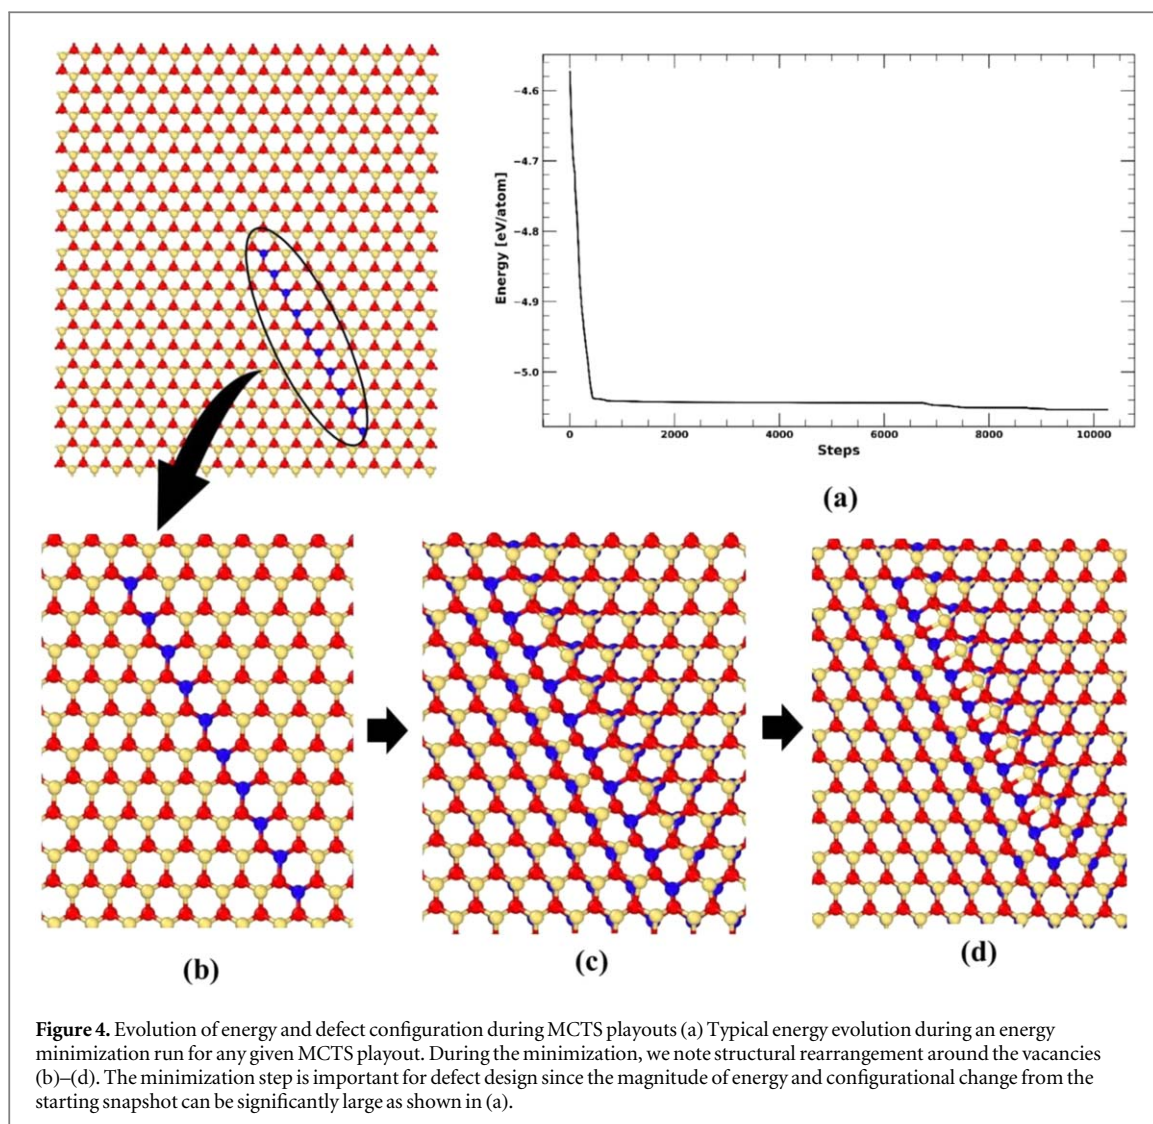 −4.6
−4.7
−4.8
−4.9
−5.0
Energy [eV/atom]
0 2000 4000 6000 8000 10000
Steps
(a)
(b)
(c)
(d)
Figure 4. Evolution of energy and defect configuration during MCTS playouts (a) Typical energy evolution during an energy
minimization run for any given MCTS playout. During the minimization, we note structural rearrangement around the vacancies
(b)–(d). The minimization step is important for defect design since the magnitude of energy and configurational change from the
starting snapshot can be significantly large as shown in (a).